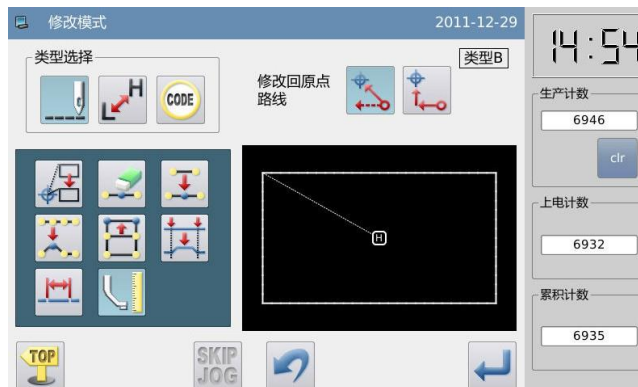 修改模式
2011-12-29
14:54
类型选择
H
L
CODE
修改回原点
路线
类型B
生产计数
6946
clr
上电计数
6932
H
累积计数
6935
TOP
SKIP
JOG